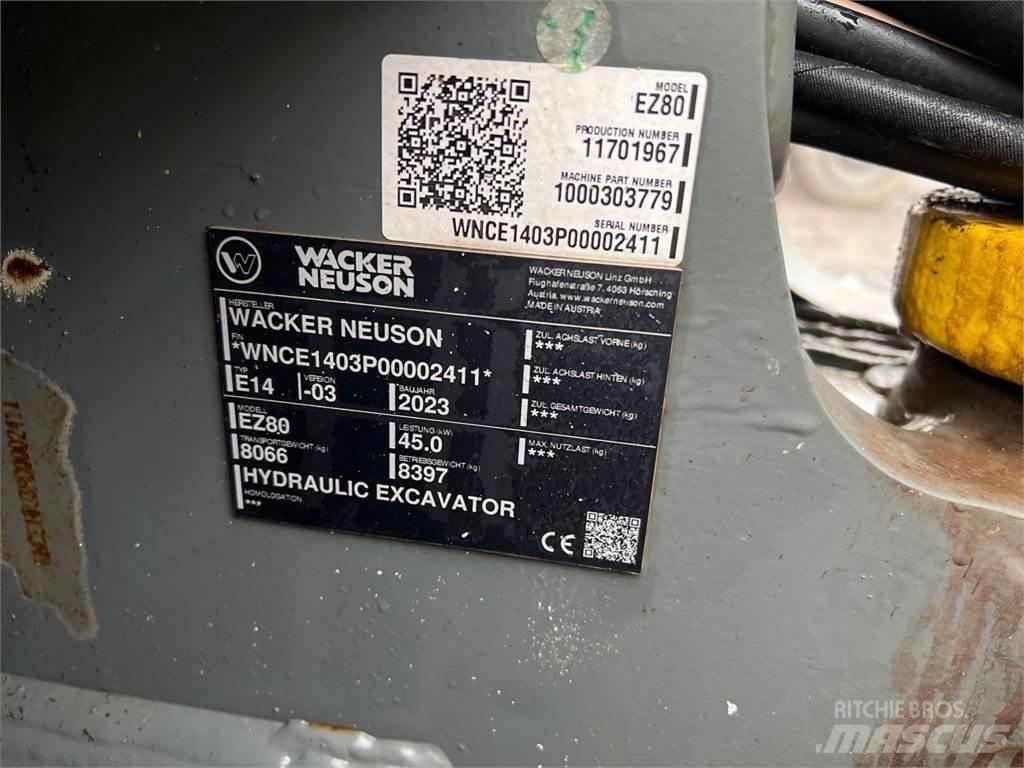 MODEL
EZ80
PRODUCTION NUMBER
11701967
MACHINE PART NUMBER
1000303779
SERIAL NUMBER
WNCE1403P00002411
WACKER
NEUSON
WACKER NEUSON Linz GmbH
Flughafenstraße 7, 4063 Hörsching
Austria, www.wackerneuson.com
MADE IN AUSTRIA
HERSTELLER
WACKER NEUSON
FIN
*WNCE1403P00002411*
TYP VERSION BAUJAHR
E14 -03 2023
MODELL LEISTUNG (kW)
EZ80 45.0
TRANSPORTGEWICHT (kg) BETRIEBSGEWICHT (kg)
8066 8397
HYDRAULIC EXCAVATOR
HOMOLOGATION
***
ZUL. ACHSLAST VORNE (kg)
***
ZUL. ACHSLAST HINTEN (kg)
***
ZUL. GESAMTGEWICHT (kg)
***
MAX. NUTZLAST (kg)
***
CE
RITCHIE BROS.
MASCUS